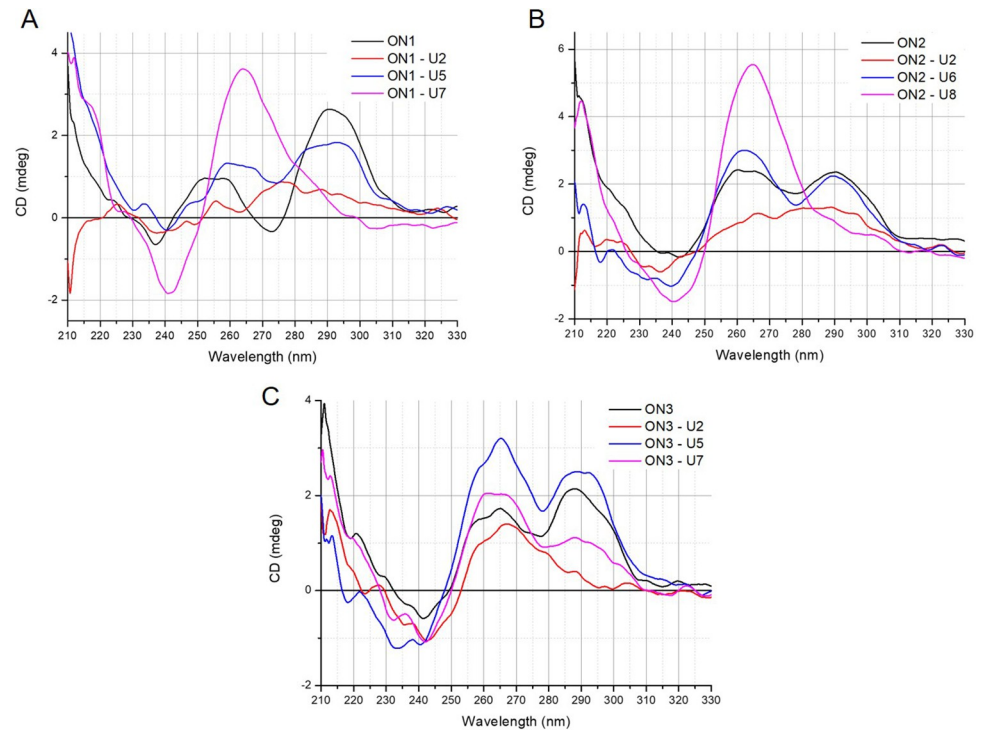 A
CD (mdeg)
4
2
0
-2
210 220 230 240 250 260 270 280 290 300 310 320 330
Wavelength (nm)
ON1
ON1 - U2
ON1 - U5
ON1 - U7
B
CD (mdeg)
6
4
2
0
-2
210 220 230 240 250 260 270 280 290 300 310 320 330
Wavelength (nm)
ON2
ON2 - U2
ON2 - U6
ON2 - U8
C
CD (mdeg)
4
2
0
-2
210 220 230 240 250 260 270 280 290 300 310 320 330
Wavelength (nm)
ON3
ON3 - U2
ON3 - U5
ON3 - U7